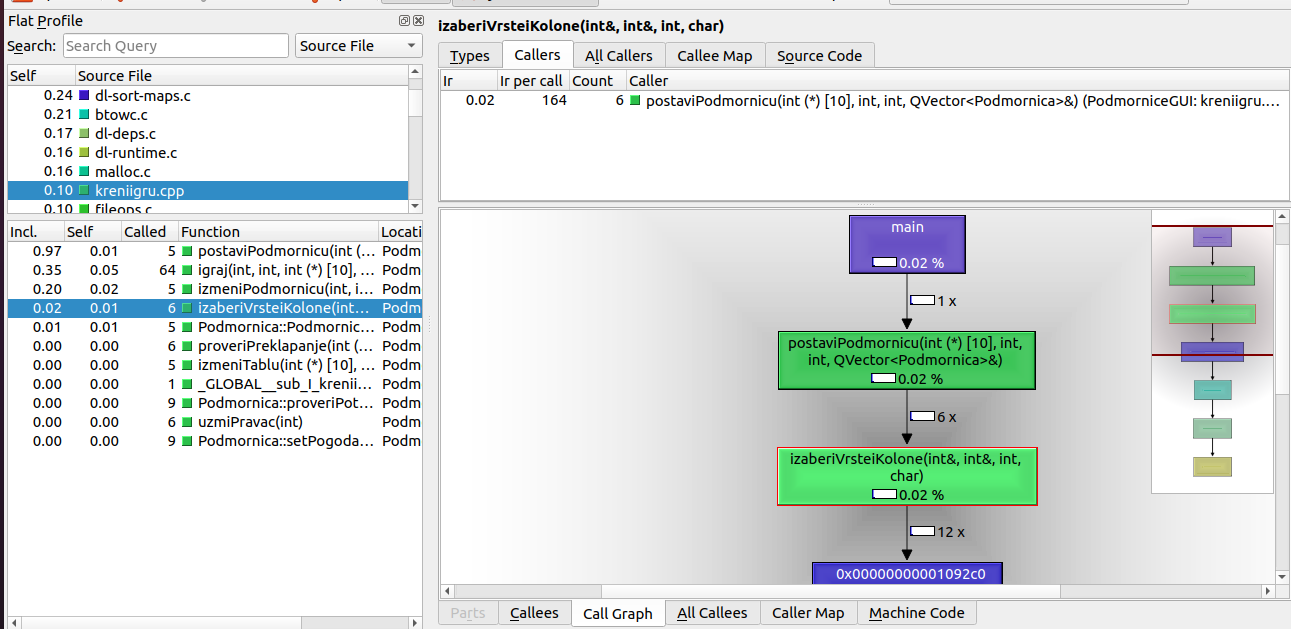 Flat Profile
Search: Search Query Source File
Self Source File
0.24 dl-sort-maps.c
0.21 btowc.c
0.17 dl-deps.c
0.16 dl-runtime.c
0.16 malloc.c
0.10 kreniigru.cpp
0.10 fileops.c
Incl. Self Called Function Locati
0.97 0.01 5 postaviPodmornicu(int (... Podm
0.35 0.05 64 igraj(int, int, int (*) [10], ... Podm
0.20 0.02 5 izmeniPodmornicu(int, i... Podm
0.02 0.01 6 izaberiVrsteiKolone(int... Podm
0.01 0.01 5 Podmornica::Podmornic... Podm
0.00 0.00 6 proveriPreklapanje(int (... Podm
0.00 0.00 5 izmeniTablu(int (*) [10], ... Podm
0.00 0.00 1 _GLOBAL__sub_I_krenii... Podm
0.00 0.00 9 Podmornica::proveriPot... Podm
0.00 0.00 6 uzmiPravac(int) Podm
0.00 0.00 9 Podmornica::setPogoda... Podm
izaberiVrsteiKolone(int&, int&, int, char)
Types Callers All Callers Callee Map Source Code
Ir Ir per call Count Caller
0.02 164 6 postaviPodmornicu(int (*) [10], int, int, QVector<Podmornica>&) (PodmorniceGUI: kreniigru....
main
0.02 %
1 x
postaviPodmornicu(int (*) [10], int,
int, QVector<Podmornica>&)
0.02 %
6 x
izaberiVrsteiKolone(int&, int&, int,
char)
0.02 %
12 x
0x00000000001092c0
Parts Callees Call Graph All Callees Caller Map Machine Code